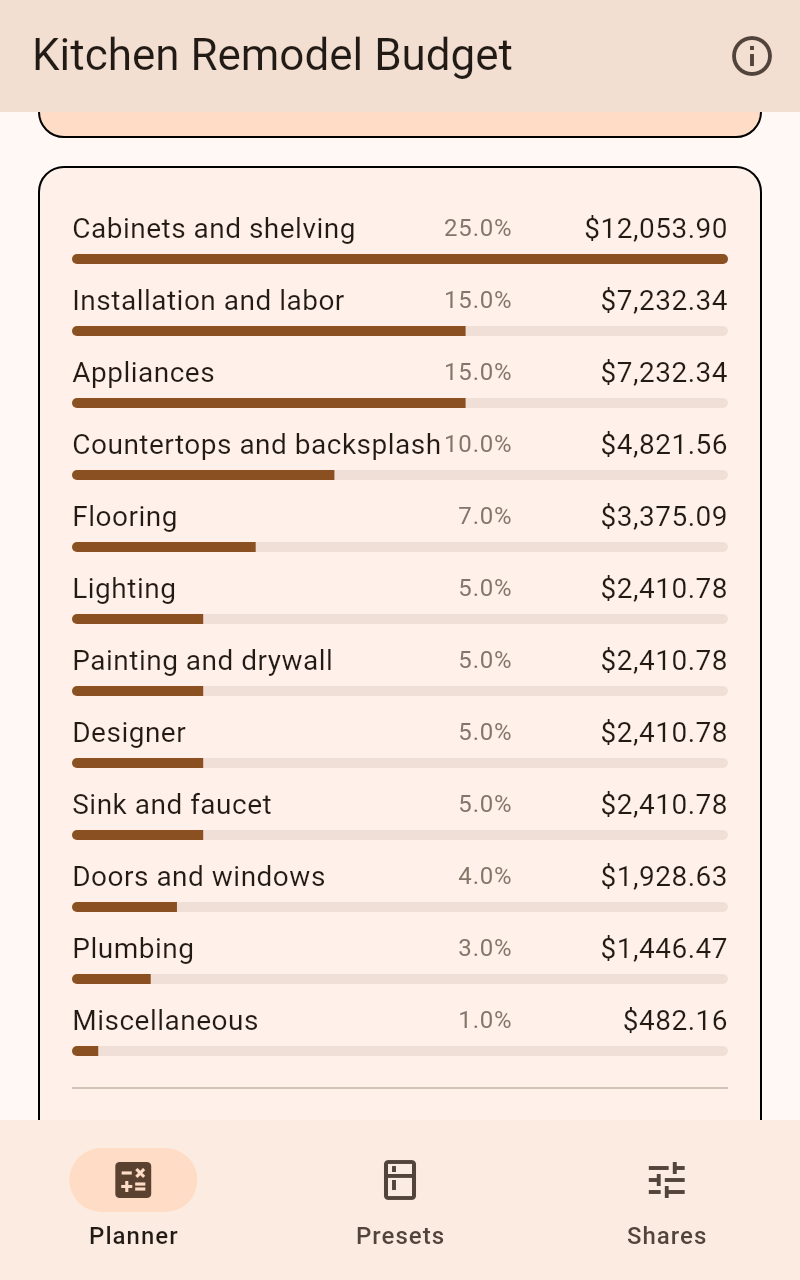 Kitchen Remodel Budget
Cabinets and shelving 25.0% $12,053.90
Installation and labor 15.0% $7,232.34
Appliances 15.0% $7,232.34
Countertops and backsplash 10.0% $4,821.56
Flooring 7.0% $3,375.09
Lighting 5.0% $2,410.78
Painting and drywall 5.0% $2,410.78
Designer 5.0% $2,410.78
Sink and faucet 5.0% $2,410.78
Doors and windows 4.0% $1,928.63
Plumbing 3.0% $1,446.47
Miscellaneous 1.0% $482.16
Planner Presets Shares